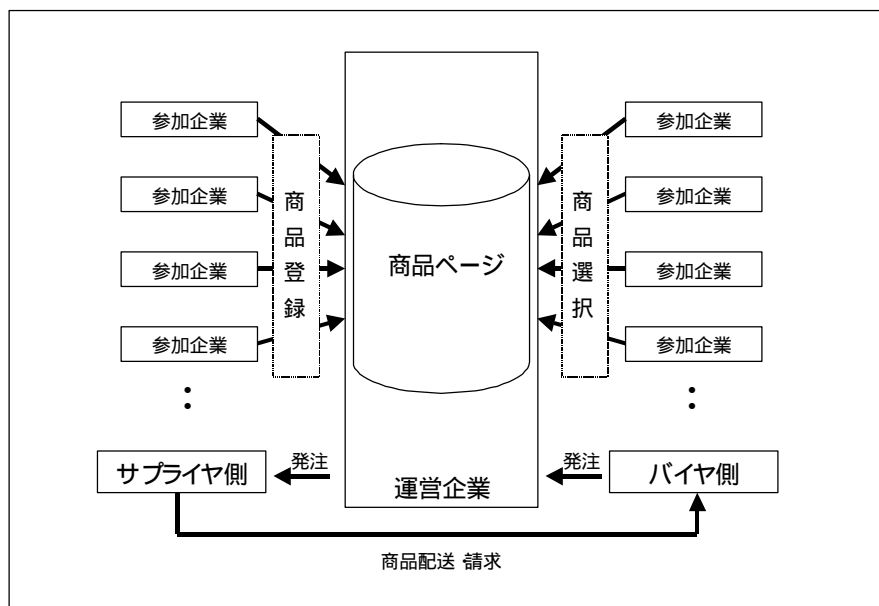 参加企業
参加企業
参加企業
参加企業
：
商品登録
商品ページ
運営企業
商品選択
参加企業
参加企業
参加企業
参加企業
：
サプライヤ側
発注
発注
バイヤ側
商品配送・請求